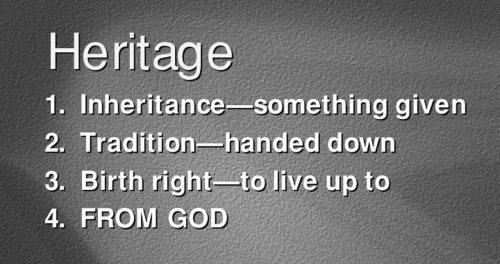 Heritage
1. Inheritance—something given
2. Tradition—handed down
3. Birth right—to live up to
4. FROM GOD